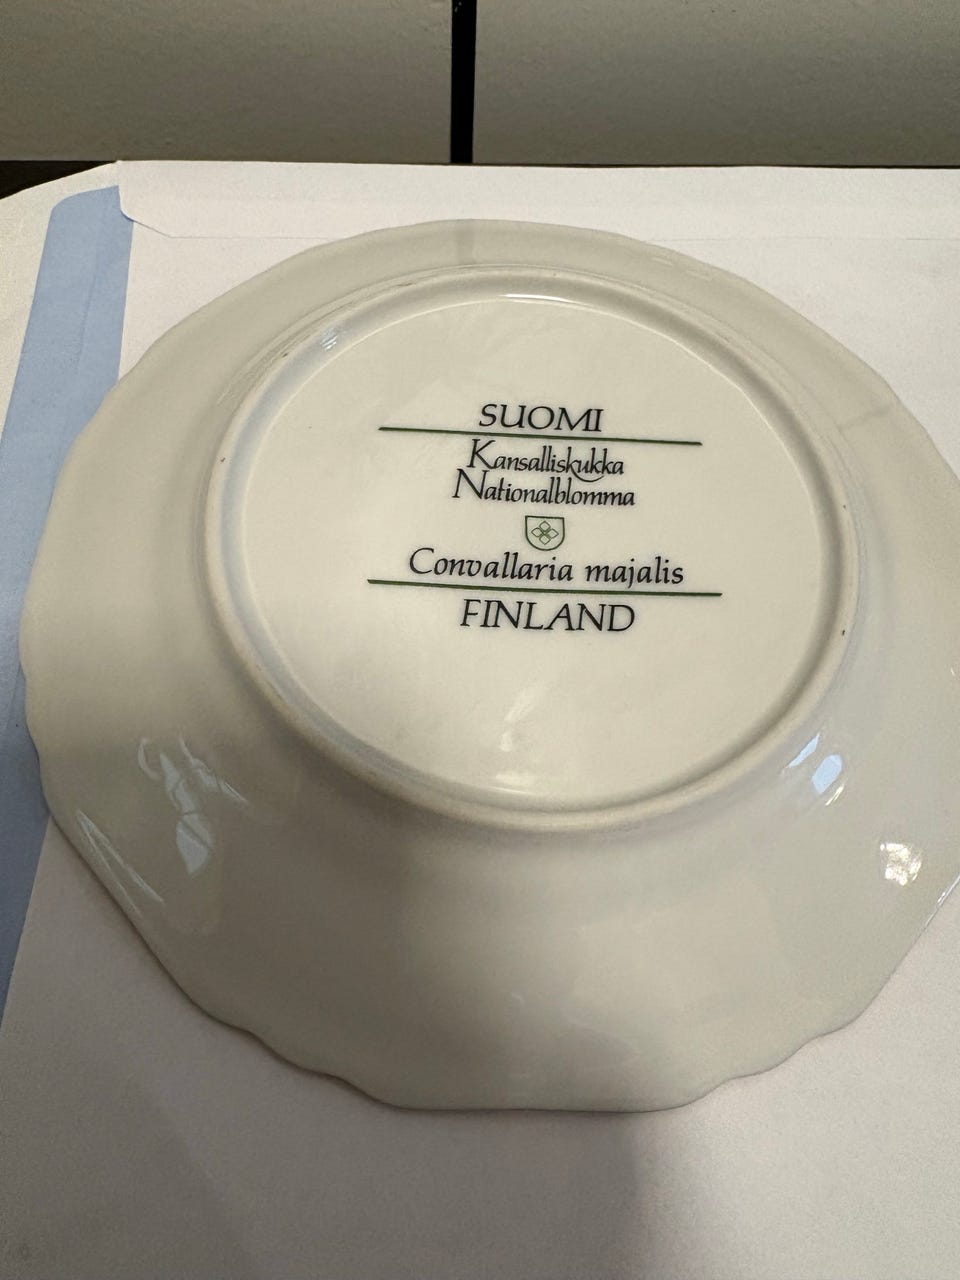 SUOMI
Kansalliskukka
Nationalblomma
Convallaria majalis
FINLAND